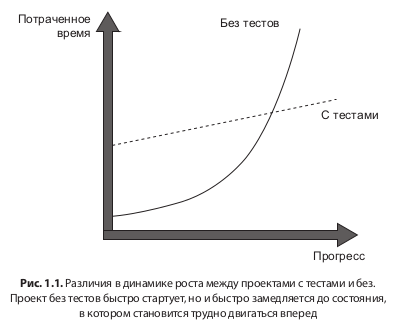 Потраченное
время
Без тестов
С тестами
Прогресс
Рис. 1.1. Различия в динамике роста между проектами с тестами и без.
Проект без тестов быстро стартует, но и быстро замедляется до состояния,
в котором становится трудно двигаться вперед